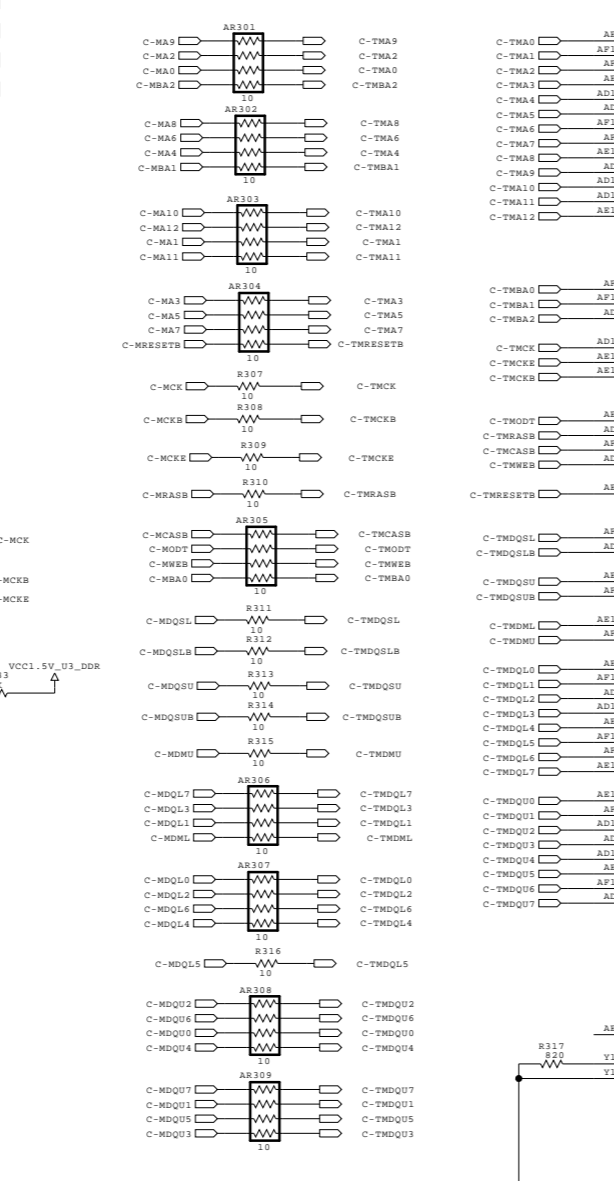 AR301
C-MA9 C-TMA9
C-MA2 C-TMA2
C-MA0 C-TMA0
C-MBA2 C-TMBA2
10
AR302
C-MA8 C-TMA8
C-MA6 C-TMA6
C-MA4 C-TMA4
C-MBA1 C-TMBA1
10
AR303
C-MA10 C-TMA10
C-MA12 C-TMA12
C-MA1 C-TMA1
C-MA11 C-TMA11
10
AR304
C-MA3 C-TMA3
C-MA5 C-TMA5
C-MA7 C-TMA7
C-MRESETB C-TMRESETB
10
R307
C-MCK C-TMCK
10
R308
C-MCKB C-TMCKB
10
R309
C-MCKE C-TMCKE
10
R310
C-MRASB C-TMRASB
10
AR305
C-MCASB C-TMCASB
C-MODT C-TMODT
C-MWEB C-TMWEB
C-MBA0 C-TMBA0
10
R311
C-MDQSL C-TMDQSL
10
R312
C-MDQSLB C-TMDQSLB
10
R313
C-MDQSU C-TMDQSU
10
R314
C-MDQSUB C-TMDQSUB
10
R315
C-MDMU C-TMDMU
10
AR306
C-MDQL7 C-TMDQL7
C-MDQL3 C-TMDQL3
C-MDQL1 C-TMDQL1
C-MDML C-TMDML
10
AR307
C-MDQL0 C-TMDQL0
C-MDQL2 C-TMDQL2
C-MDQL6 C-TMDQL6
C-MDQL4 C-TMDQL4
10
R316
C-MDQL5 C-TMDQL5
10
AR308
C-MDQU2 C-TMDQU2
C-MDQU6 C-TMDQU6
C-MDQU0 C-TMDQU0
C-MDQU4 C-TMDQU4
10
AR309
C-MDQU7 C-TMDQU7
C-MDQU1 C-TMDQU1
C-MDQU5 C-TMDQU5
C-MDQU3 C-TMDQU3
10
C-MCK
-MCKB
-MCKE
VCC1.5V_U3_DDR
C-TMA0
C-TMA1
C-TMA2
C-TMA3
C-TMA4
C-TMA5
C-TMA6
C-TMA7
C-TMA8
C-TMA9
C-TMA10
C-TMA11
C-TMA12
C-TMBA0
C-TMBA1
C-TMBA2
C-TMCK
C-TMCKE
C-TMCKB
C-TMODT
C-TMRASB
C-TMCASB
C-TMWEB
C-TMRESETB
C-TMDQSL
C-TMDQSLB
C-TMDQSU
C-TMDQSUB
C-TMDML
C-TMDMU
C-TMDQL0
C-TMDQL1
C-TMDQL2
C-TMDQL3
C-TMDQL4
C-TMDQL5
C-TMDQL6
C-TMDQL7
C-TMDQU0
C-TMDQU1
C-TMDQU2
C-TMDQU3
C-TMDQU4
C-TMDQU5
C-TMDQU6
C-TMDQU7
R317
820